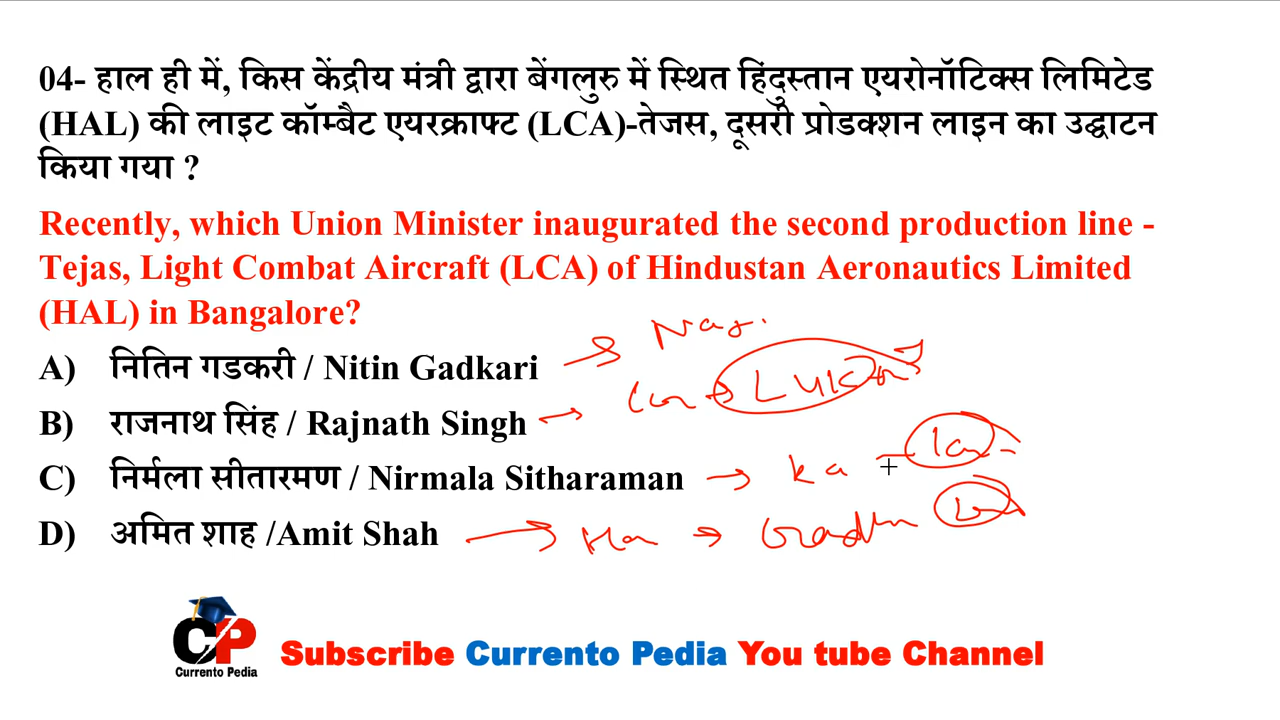 04- हाल ही में, किस केंद्रीय मंत्री द्वारा बेंगलुरु में स्थित हिंदुस्तान एयरोनॉटिक्स लिमिटेड
(HAL) की लाइट कॉम्बैट एयरक्राफ्ट (LCA)-तेजस, दूसरी प्रोडक्शन लाइन का उद्घाटन
किया गया ?
Recently, which Union Minister inaugurated the second production line -
Tejas, Light Combat Aircraft (LCA) of Hindustan Aeronautics Limited
(HAL) in Bangalore?
Nag.
A) नितिन गडकरी / Nitin Gadkari
B) राजनाथ सिंह / Rajnath Singh
C) निर्मला सीतारमण / Nirmala Sitharaman
ka
D) अमित शाह /Amit Shah
CP
Currento Pedia
Subscribe Currento Pedia You tube Channel